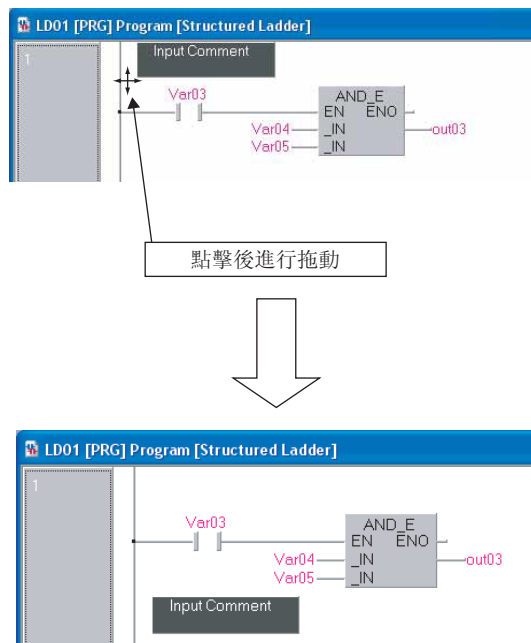 LD01 [PRG] Program [Structured Ladder]
1
Input Comment
Var03
AND_E
EN ENO
Var04 _IN out03
Var05 _IN
點擊後進行拖動
LD01 [PRG] Program [Structured Ladder]
1
Var03
AND_E
EN ENO
Var04 _IN out03
Var05 _IN
Input Comment